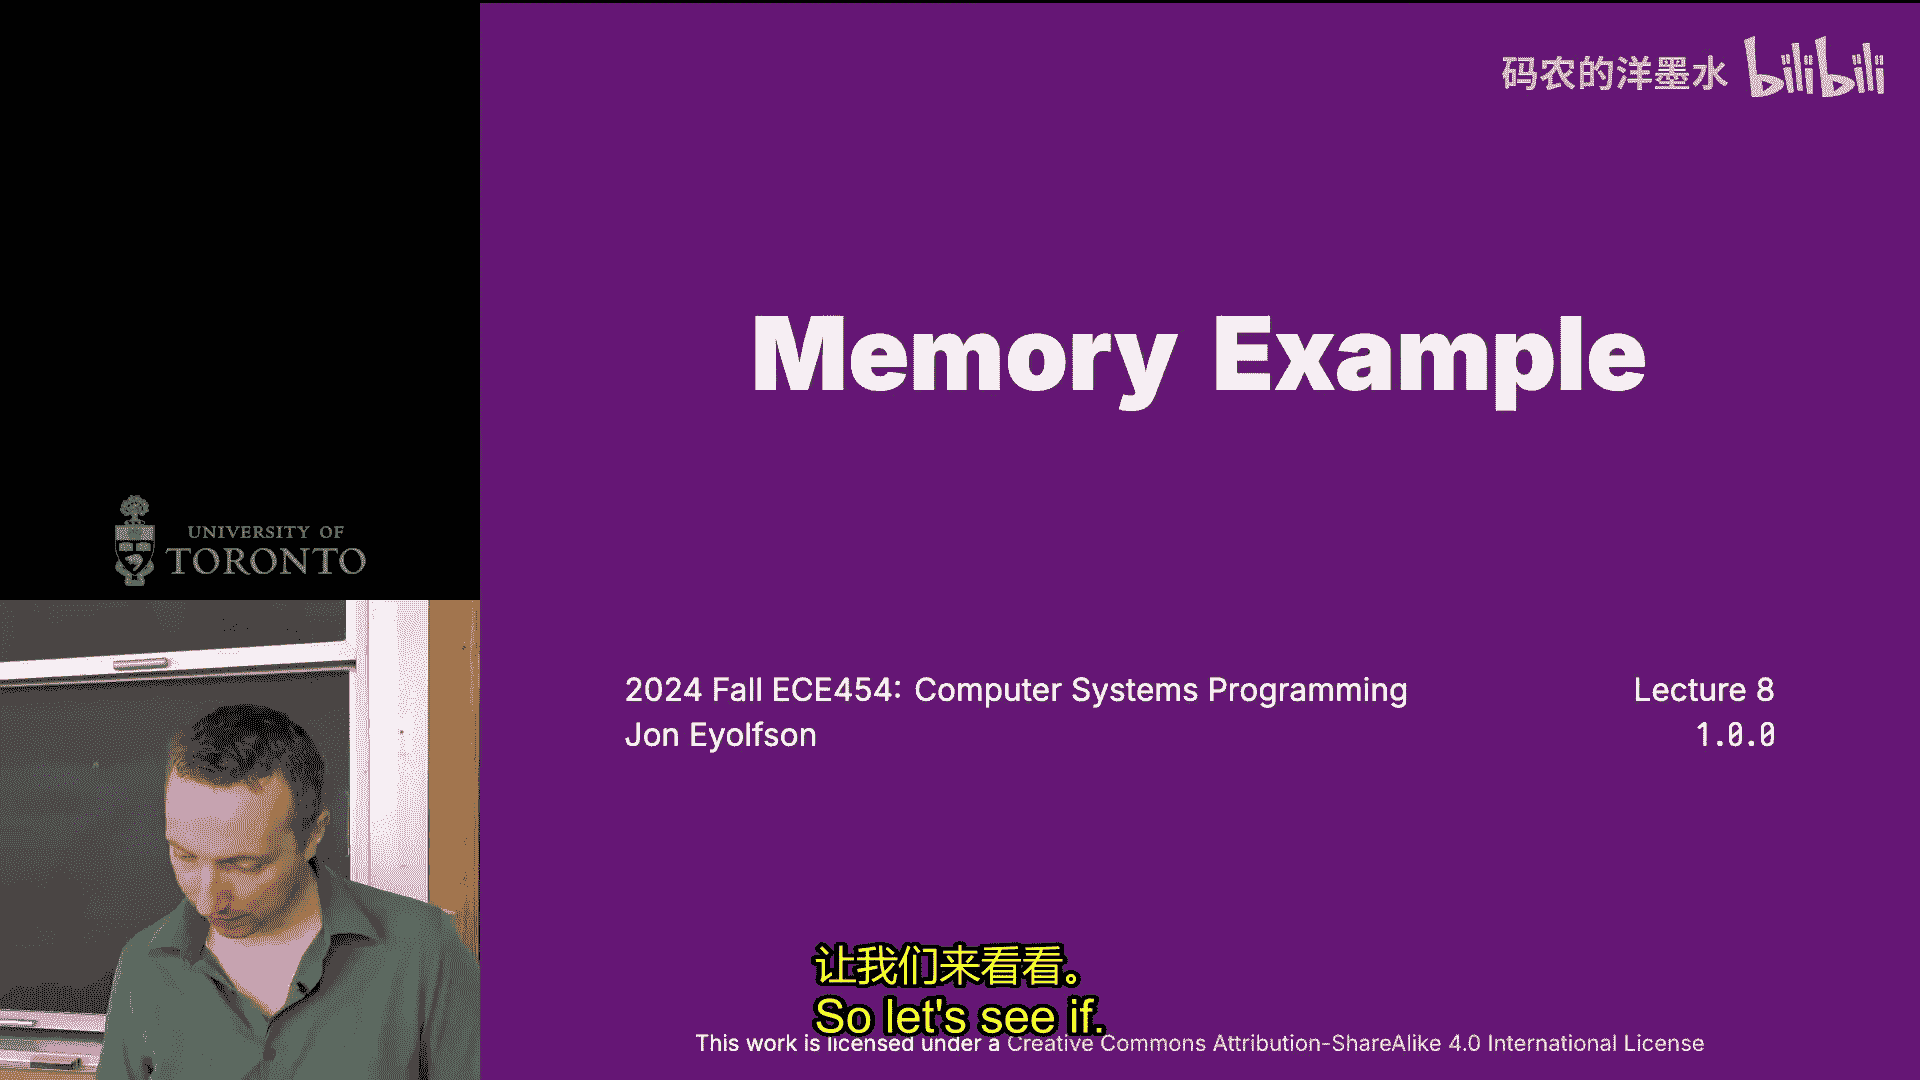 码农的洋墨水 bilibili
Memory Example
UNIVERSITY OF
TORONTO
2024 Fall ECE454: Computer Systems Programming
Lecture 8
Jon Eyolfson
1.0.0
让我们来看看。
So let's see if.
This work is licensed under a Creative Commons Attribution-ShareAlike 4.0 International License